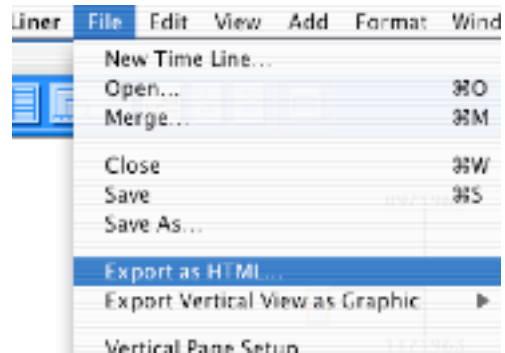 Liner File Edit View Add Format Wind
New Time Line...
Open... ⌘O
Merge... ⌘M
Close ⌘W
Save ⌘S
Save As...
Export as HTML...
Export Vertical View as Graphic
Vertical Page Setup